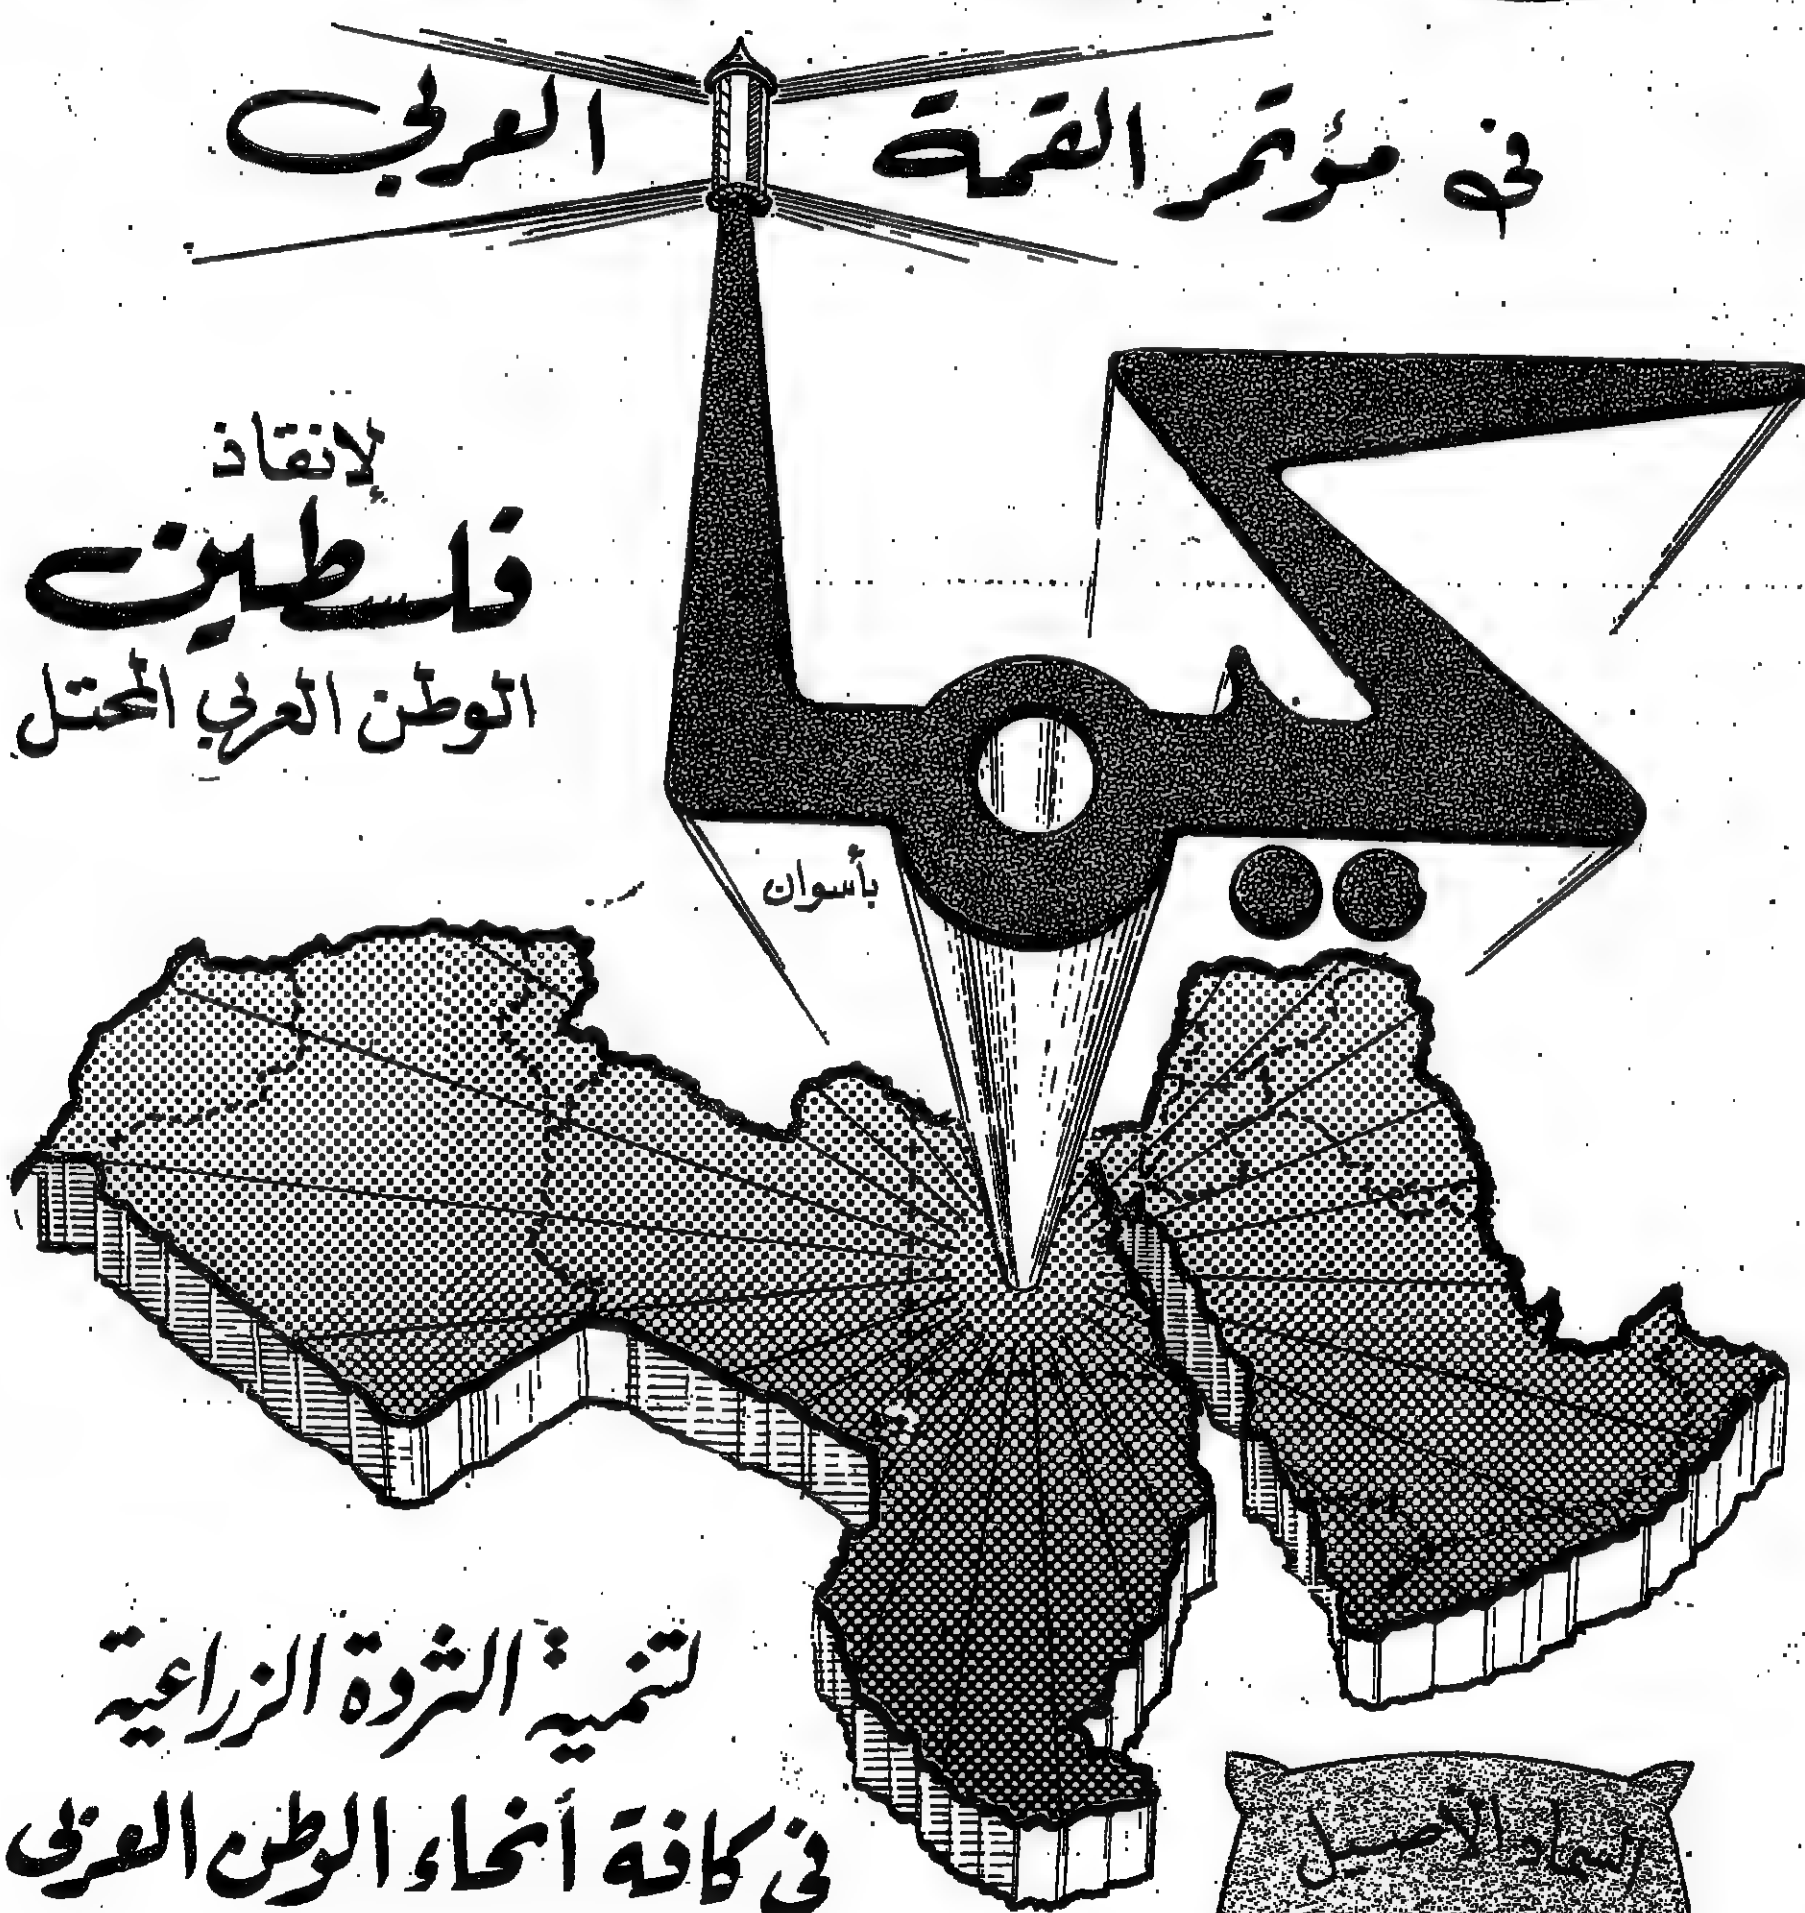 في مؤتمر القمة العربي
كيما
لإنقاذ
فلسطين
الوطن العربي المحتل
بأسوان
لتنمية الثروة الزراعية
في كافة أنحاء الوطن العربي
السماد الأصيل